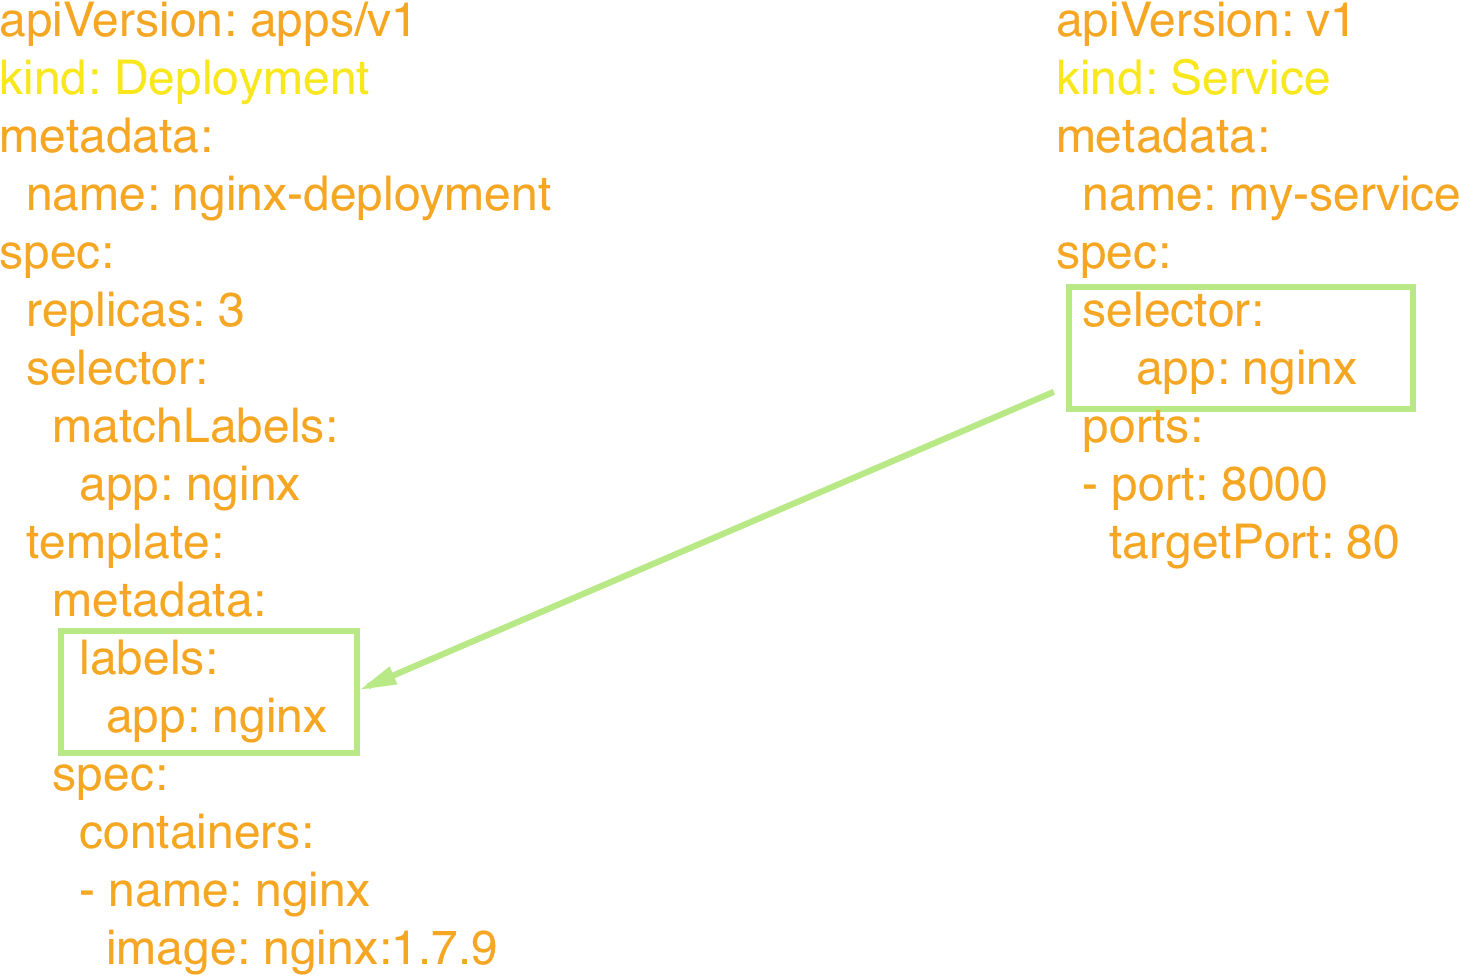 apiVersion: apps/v1
kind: Deployment
metadata:
  name: nginx-deployment
spec:
  replicas: 3
  selector:
    matchLabels:
      app: nginx
  template:
    metadata:
      labels:
        app: nginx
    spec:
      containers:
      - name: nginx
        image: nginx:1.7.9
apiVersion: v1
kind: Service
metadata:
  name: my-service
spec:
  selector:
      app: nginx
  ports:
  - port: 8000
    targetPort: 80